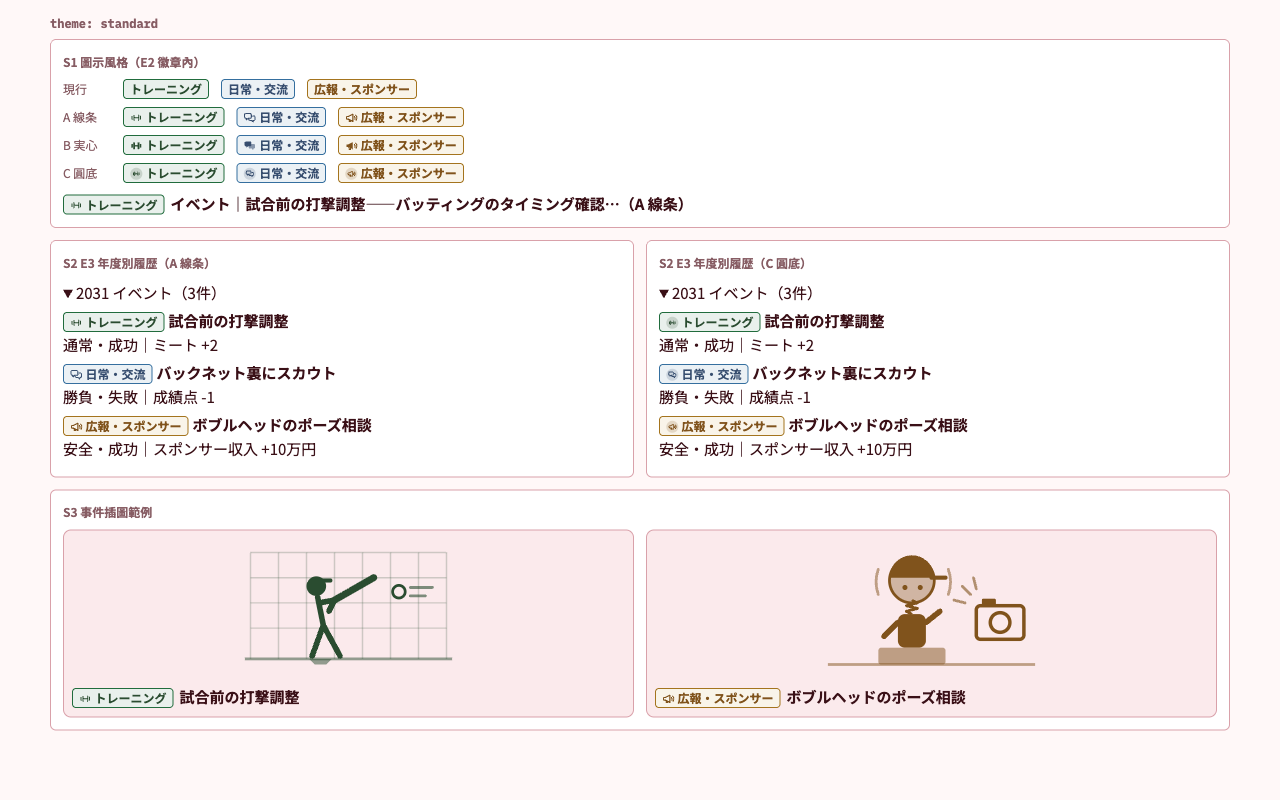 theme: standard
S1 圖示風格（E2 徽章內）
現行 トレーニング 日常・交流 広報・スポンサー
A 線条 トレーニング 日常・交流 広報・スポンサー
B 実心 トレーニング 日常・交流 広報・スポンサー
C 圓底 トレーニング 日常・交流 広報・スポンサー
トレーニング イベント｜試合前の打撃調整──バッティングのタイミング確認…（A 線条）
S2 E3 年度別履歴（A 線条）
▼2031 イベント（3件）
トレーニング 試合前の打撃調整
通常・成功｜ミート +2
日常・交流 バックネット裏にスカウト
勝負・失敗｜成績点 -1
広報・スポンサー ボブルヘッドのポーズ相談
安全・成功｜スポンサー収入 +10万円
S2 E3 年度別履歴（C 圓底）
▼2031 イベント（3件）
トレーニング 試合前の打撃調整
通常・成功｜ミート +2
日常・交流 バックネット裏にスカウト
勝負・失敗｜成績点 -1
広報・スポンサー ボブルヘッドのポーズ相談
安全・成功｜スポンサー収入 +10万円
S3 事件插圖範例
トレーニング 試合前の打撃調整
広報・スポンサー ボブルヘッドのポーズ相談